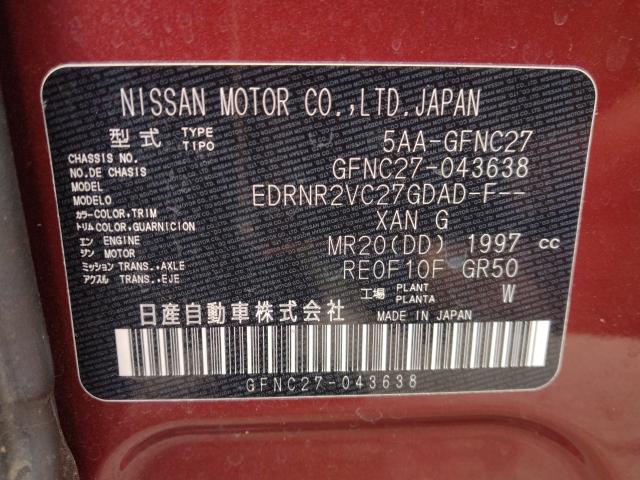 NISSAN MOTOR CO.,LTD.JAPAN
型式 TYPE TIPO 5AA-GFNC27
CHASSIS NO. NO.DE CHASIS GFNC27-043638
MODEL MODELO EDRNR2VC27GDAD-F--
カラー COLOR,TRIM トリム COLOR,GUARNICION XAN G
エン ENGINE ジン MOTOR MR20(DD) 1997 CC
ミッション TRANS.,AXLE アクスル TRANS.,EJE RE0F10F GR50
工場 PLANT PLANTA W
日産自動車株式会社 MADE IN JAPAN
GFNC27-043638